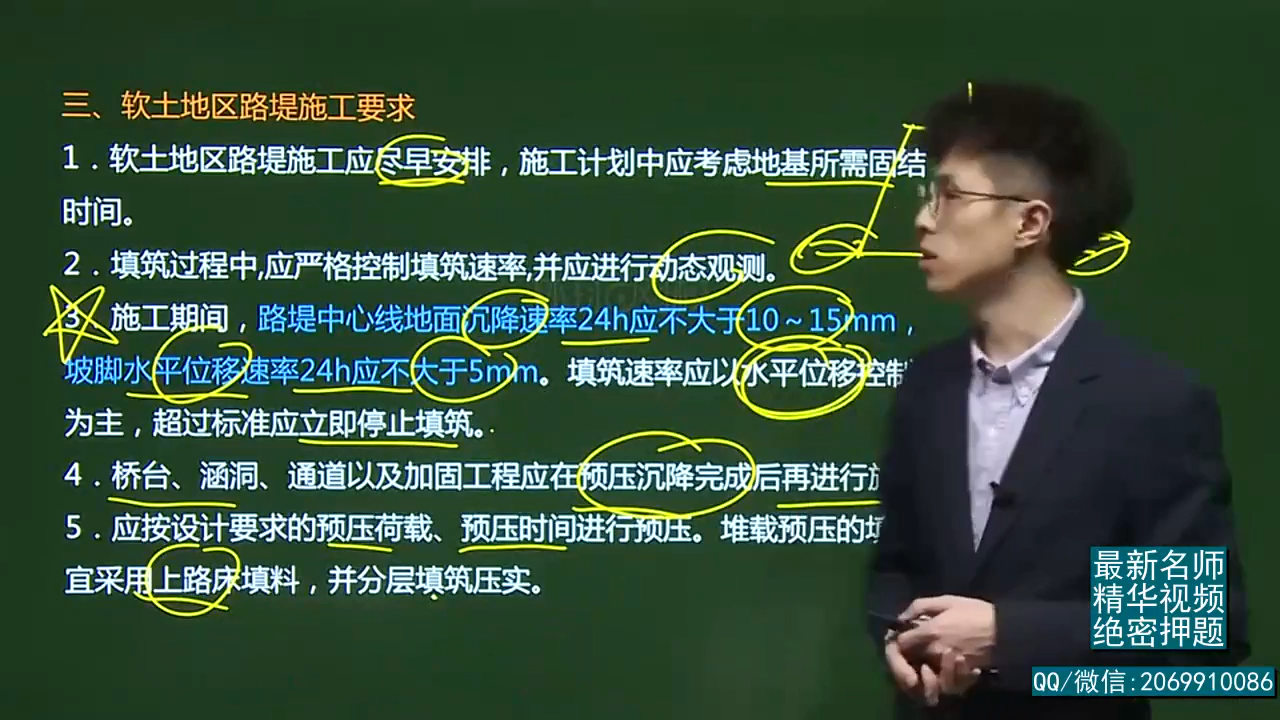 三、软土地区路堤施工要求
1．软土地区路堤施工应尽早安排，施工计划中应考虑地基所需固结
时间。
2．填筑过程中,应严格控制填筑速率,并应进行动态观测。
3．施工期间，路堤中心线地面沉降速率24h应不大于10～15mm，
坡脚水平位移速率24h应不大于5mm。填筑速率应以水平位移控制
为主，超过标准应立即停止填筑。
4．桥台、涵洞、通道以及加固工程应在预压沉降完成后再进行施
5．应按设计要求的预压荷载、预压时间进行预压。堆载预压的填
宜采用上路床填料，并分层填筑压实。
最新名师
精华视频
绝密押题
QQ/微信:2069910086